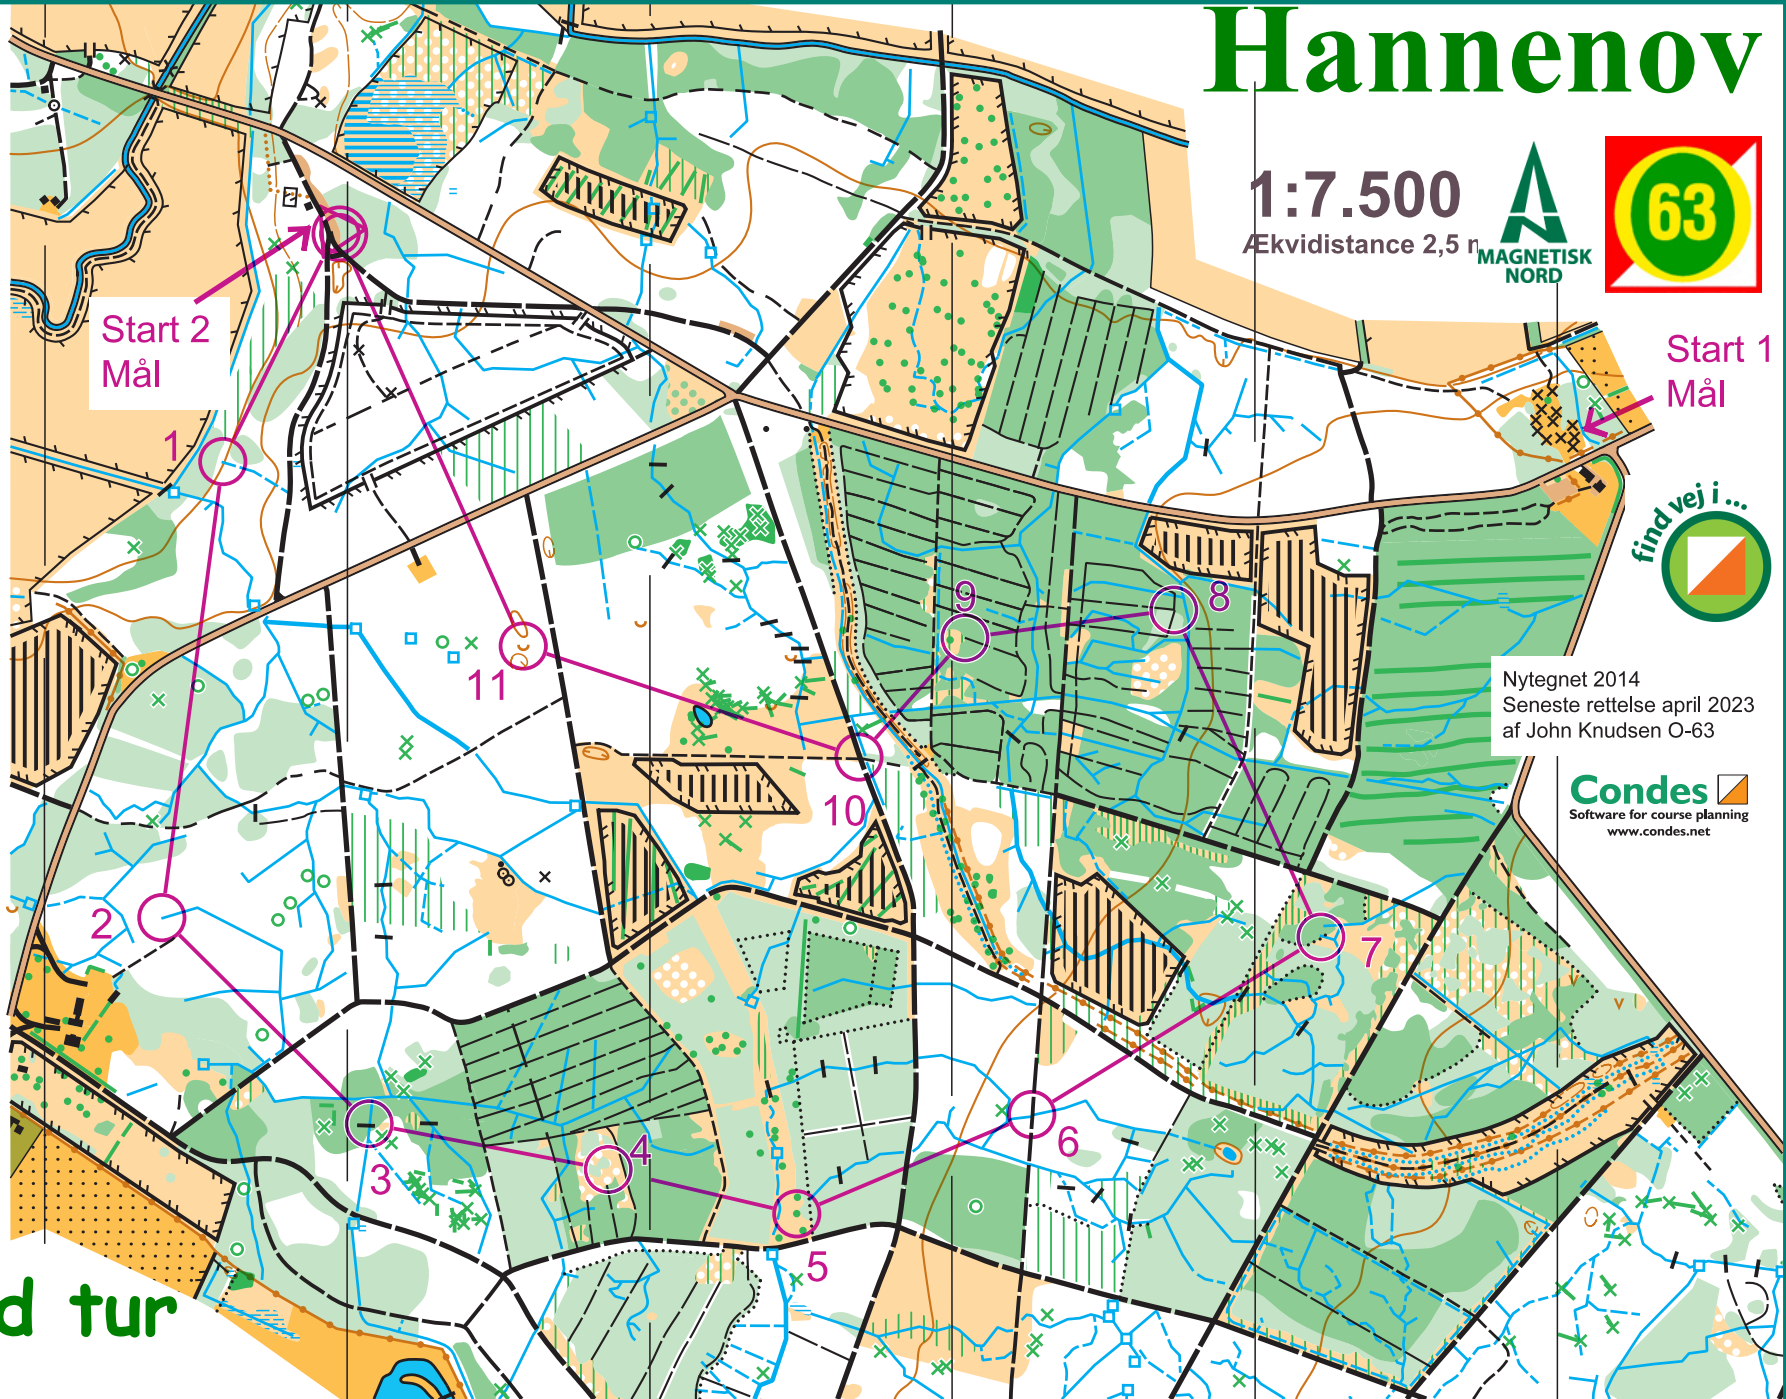 Hannenov
1:7.500
Ækvidistance 2,5
MAGNETISK
NORD
63
Start 2
Mål
Start 1
Mål
find vej i ...
Nytegnet 2014
Seneste rettelse april 2023
af John Knudsen O-63
Condes
Software for course planning
www.condes.net
1
2
3
4
5
6
7
8
9
10
11
d tur